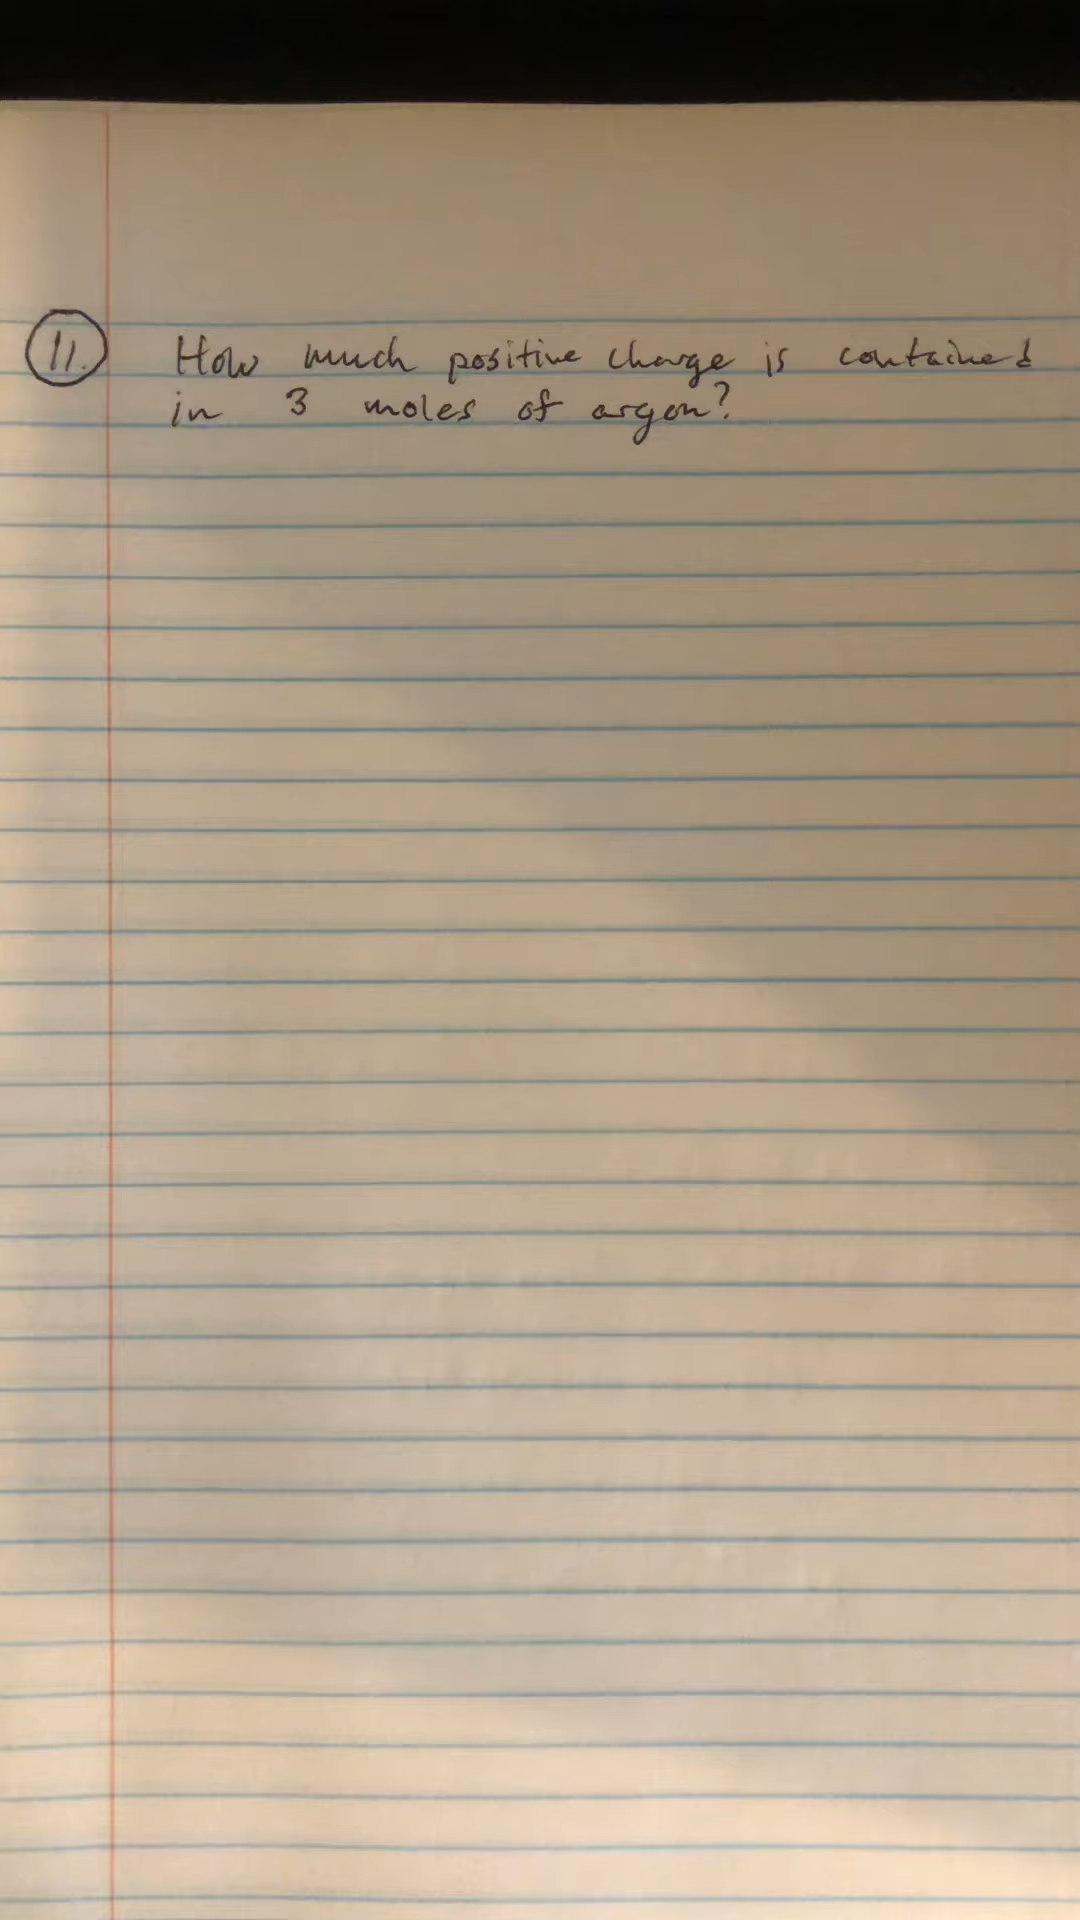 11. How much positive charge is contained
in 3 moles of argon?